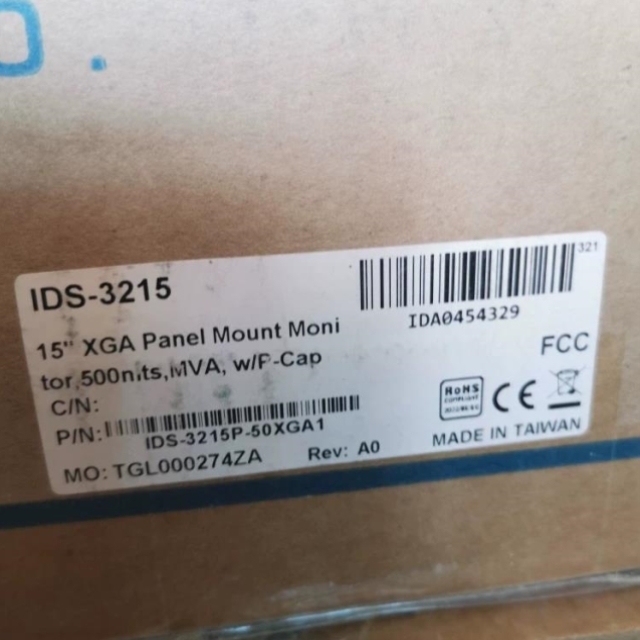 O.
321
IDS-3215
IDA0454329
15" XGA Panel Mount Moni
tor,500nits,MVA, w/P-Cap
FCC
C/N:
RoHS
COMPLIANT
CE
P/N:
IDS-3215P-50XGA1
MADE IN TAIWAN
MO: TGL000274ZA Rev: A0